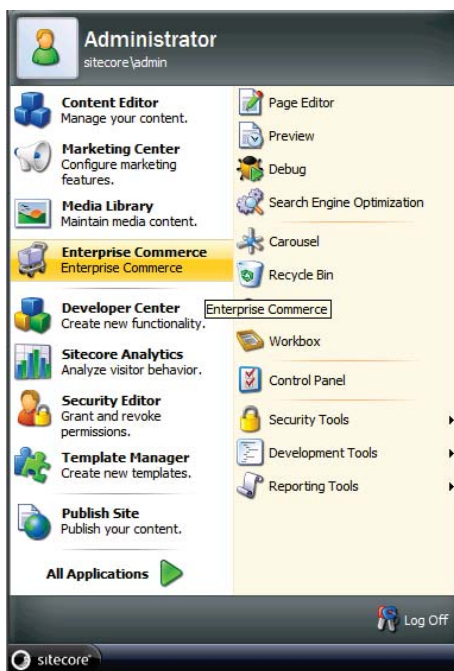 Administrator
sitecore\admin
Content Editor
Manage your content.
Marketing Center
Configure marketing
features.
Media Library
Maintain media content.
Enterprise Commerce
Enterprise Commerce
Developer Center
Create new functionality.
Sitecore Analytics
Analyze visitor behavior.
Security Editor
Grant and revoke
permissions.
Template Manager
Create new templates.
Publish Site
Publish your content.
All Applications
Page Editor
Preview
Debug
Search Engine Optimization
Carousel
Recycle Bin
Enterprise Commerce
Workbox
Control Panel
Security Tools
Development Tools
Reporting Tools
Log Off
sitecore